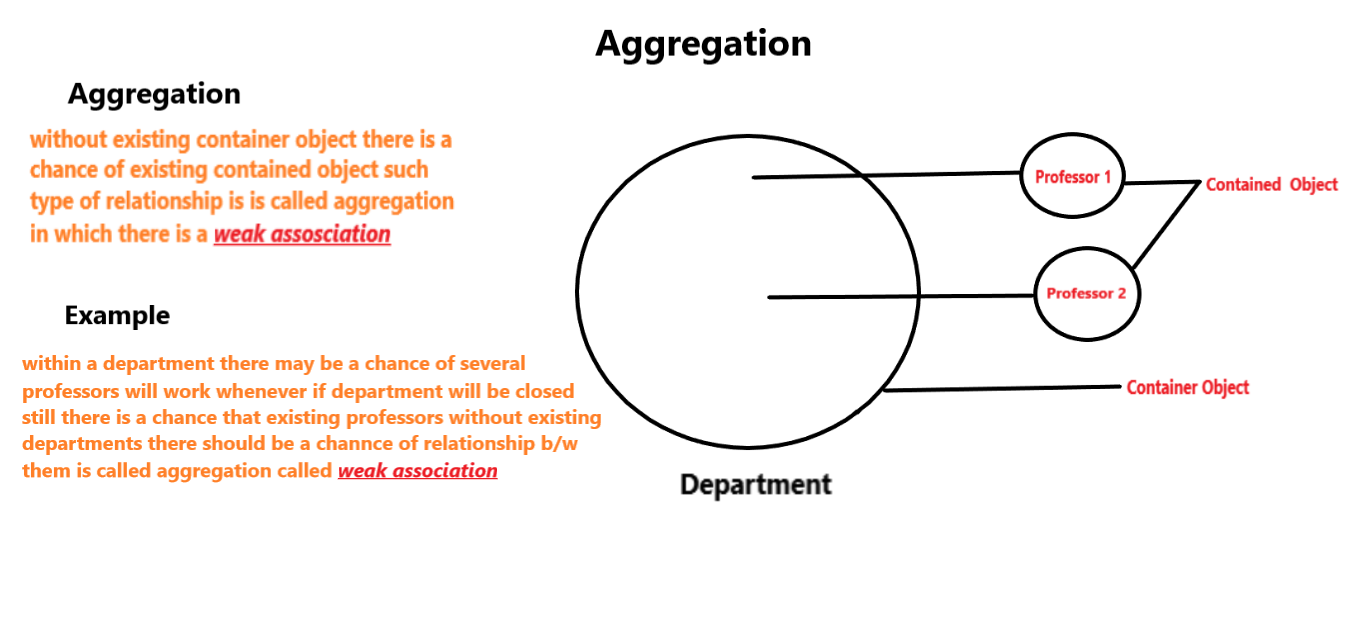 Aggregation
Aggregation
without existing container object there is a
chance of existing contained object such
type of relationship is is called aggregation
in which there is a weak assosciation
Example
within a department there may be a chance of several
professors will work whenever if department will be closed
still there is a chance that existing professors without existing
departments there should be a channce of relationship b/w
them is called aggregation called weak association
Professor 1
Contained Object
Professor 2
Container Object
Department